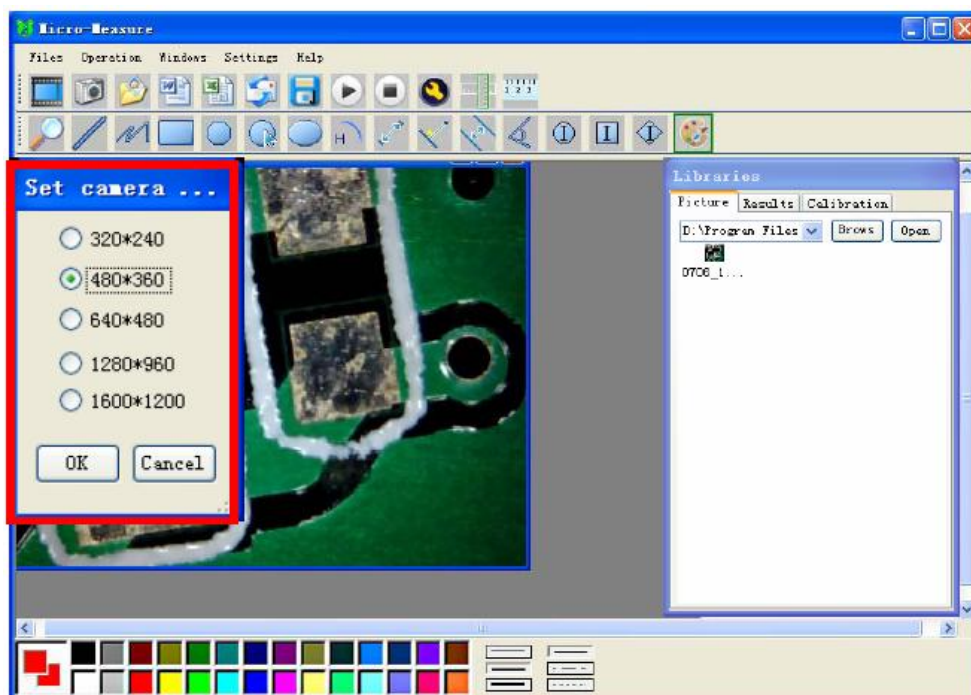 Micro-Measure
Files Operation Windows Settings Help
Set camera ...
320*240
480*360
640*480
1280*960
1600*1200
OK Cancel
Libraries
Picture Results Calibration
D:\Program Files Brows Open
0706_1...